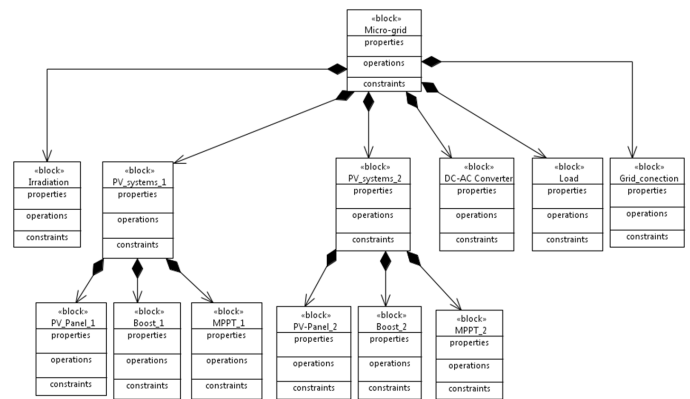 «block»
Micro-grid
properties
operations
constraints
«block»
Irradiation
properties
operations
constraints
«block»
PV_systems_1
properties
operations
constraints
«block»
PV_systems_2
properties
operations
constraints
«block»
DC-AC Converter
properties
operations
constraints
«block»
Load
properties
operations
constraints
«block»
Grid_conection
properties
operations
constraints
«block»
PV_Panel_1
properties
operations
constraints
«block»
Boost_1
properties
operations
constraints
«block»
MPPT_1
properties
operations
constraints
«block»
PV-Panel_2
properties
operations
constraints
«block»
Boost_2
properties
operations
constraints
«block»
MPPT_2
properties
operations
constraints